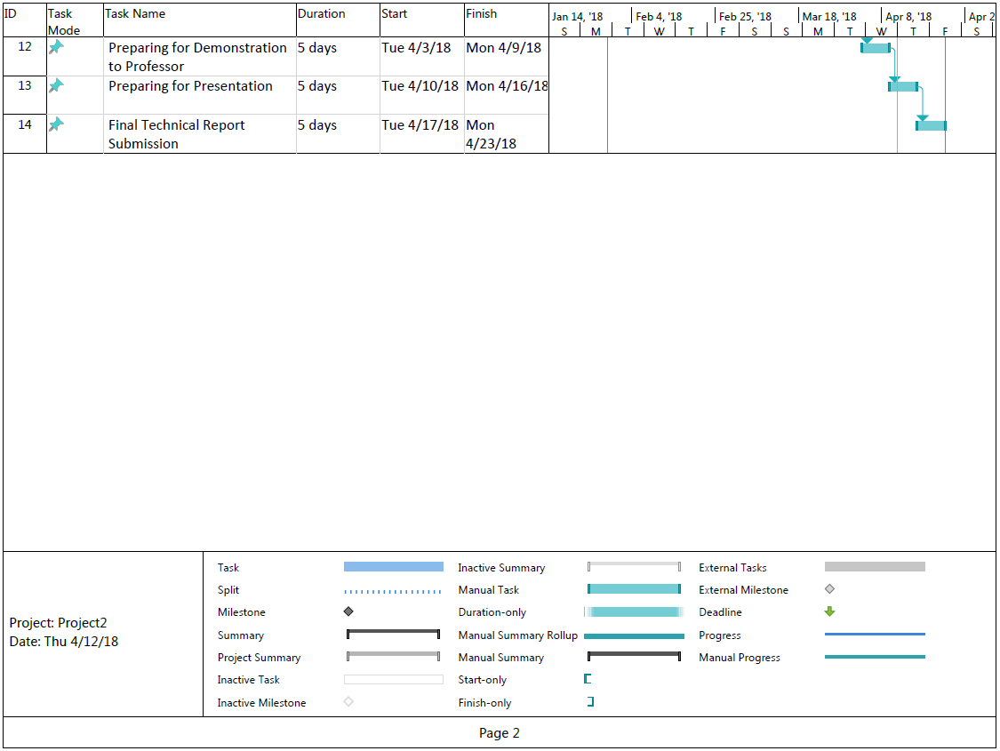 ID Task Mode Task Name Duration Start Finish Jan 14, '18 Feb 4, '18 Feb 25, '18 Mar 18, '18 Apr 8, '18 Apr 2
S M T W T F S S M T W T F S
12 Preparing for Demonstration 5 days Tue 4/3/18 Mon 4/9/18
to Professor
13 Preparing for Presentation 5 days Tue 4/10/18 Mon 4/16/18
14 Final Technical Report 5 days Tue 4/17/18 Mon
Submission 4/23/18
Project: Project2
Date: Thu 4/12/18
Task Inactive Summary External Tasks
Split Manual Task External Milestone
Milestone Duration-only Deadline
Summary Manual Summary Rollup Progress
Project Summary Manual Summary Manual Progress
Inactive Task Start-only
Inactive Milestone Finish-only
Page 2